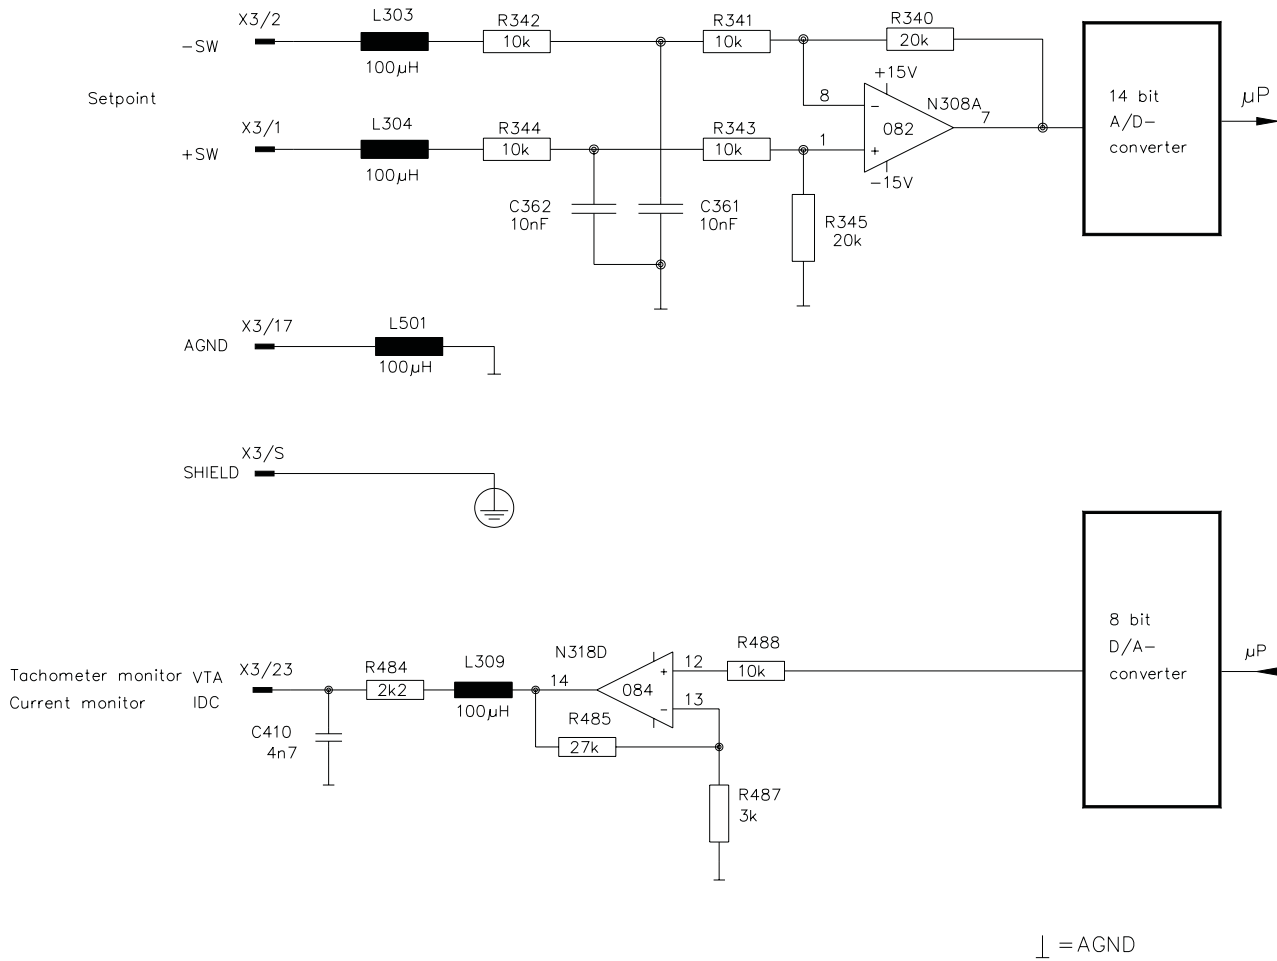 X3/2
L303
R342
R341
R340
10k
10k
20k
−SW
100µH
+15V
8
−
N308A
7
14 bit
µP
Setpoint
X3/1
L304
R344
R343
1
082
A/D−
+SW
10k
10k
+
converter
100µH
−15V
C362
C361
R345
10nF
10nF
20k
X3/17
L501
AGND
100µH
X3/S
SHIELD
8 bit
D/A−
µP
converter
N318D
R488
12
10k
+
Tachometer monitor VTA
X3/23
R484
L309
14
084
Current monitor IDC
2k2
100µH
13
−
C410
R485
4n7
27k
R487
3k
⊥ =AGND